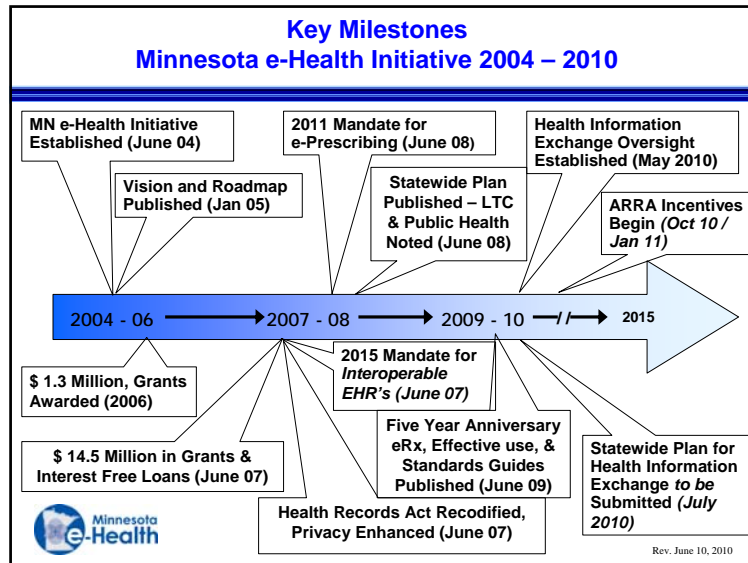 Key Milestones
Minnesota e-Health Initiative 2004 – 2010
MN e-Health Initiative
Established (June 04)
Vision and Roadmap
Published (Jan 05)
2011 Mandate for
e-Prescribing (June 08)
Statewide Plan
Published – LTC
& Public Health
Noted (June 08)
Health Information
Exchange Oversight
Established (May 2010)
ARRA Incentives
Begin (Oct 10 /
Jan 11)
2004 - 06 2007 - 08 2009 - 10 // 2015
$ 1.3 Million, Grants
Awarded (2006)
$ 14.5 Million in Grants &
Interest Free Loans (June 07)
2015 Mandate for
Interoperable
EHR's (June 07)
Health Records Act Recodified,
Privacy Enhanced (June 07)
Five Year Anniversary
eRx, Effective use, &
Standards Guides
Published (June 09)
Statewide Plan for
Health Information
Exchange to be
Submitted (July
2010)
Minnesota
e-Health
Rev. June 10, 2010